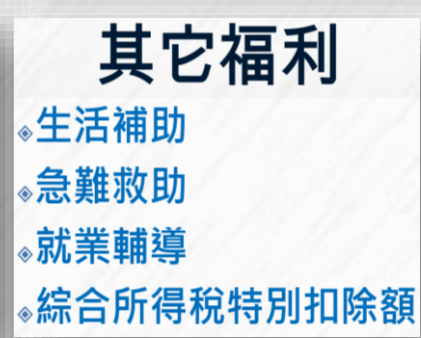 其它福利
◈生活補助
◈急難救助
◈就業輔導
◈綜合所得稅特別扣除額